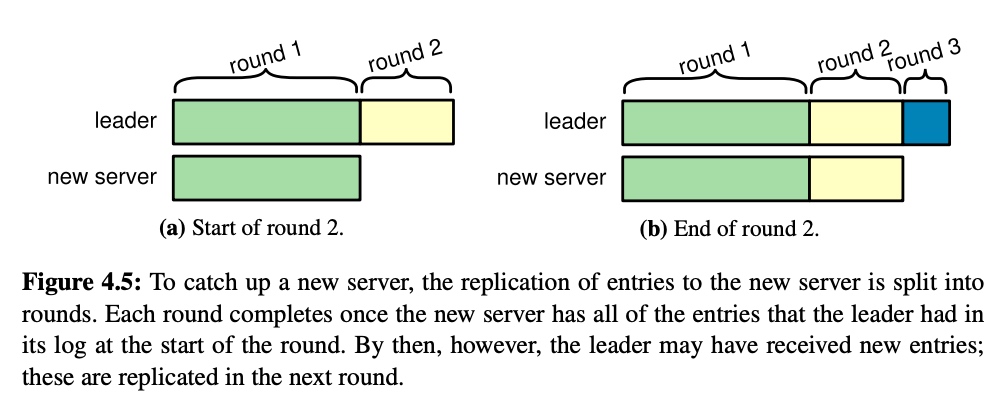 round 1
round 2
leader
new server
(a) Start of round 2.
round 1
round 2
round 3
leader
new server
(b) End of round 2.
Figure 4.5: To catch up a new server, the replication of entries to the new server is split into
rounds. Each round completes once the new server has all of the entries that the leader had in
its log at the start of the round. By then, however, the leader may have received new entries;
these are replicated in the next round.